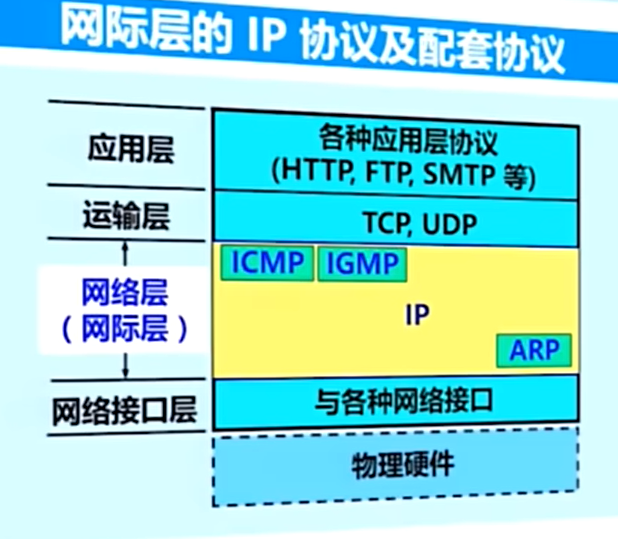 网际层的 IP 协议及配套协议
应用层
各种应用层协议
(HTTP, FTP, SMTP 等)
运输层
TCP, UDP
ICMP
IGMP
网络层
（网际层）
IP
ARP
网络接口层
与各种网络接口
物理硬件